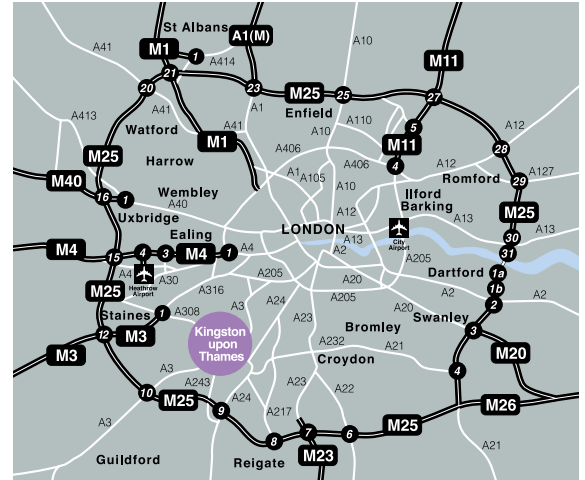 St Albans
A41
M1
1
A414
A1(M)
A10
M11
21
20
23
M25
25
27
A41
A1
Enfield
A413
Watford
A41
A10
A110
5
A12
M1
M11
28
M25
Harrow
A406
A406
4
A12
Romford
29
A127
M40
A1
A105
A10
Ilford
Wembley
Barking
M25
16
1
A40
A12
Uxbridge
A13
30
A13
Ealing
LONDON
City
Airport
M4
15
4
3
M4
1
A4
A13
A2
31
A4
Heathrow
Airport
A30
A205
A205
Dartford
1a
M25
A316
A205
A20
A2
1b
2
A2
Staines
1
A308
A3
A24
A23
Swanley
12
M3
Kingston
upon
Thames
Bromley
3
M3
A232
A21
M20
Croydon
4
A3
A243
10
M25
A24
A217
A23
A22
M26
9
M25
A3
8
7
6
A21
Guildford
Reigate
M23